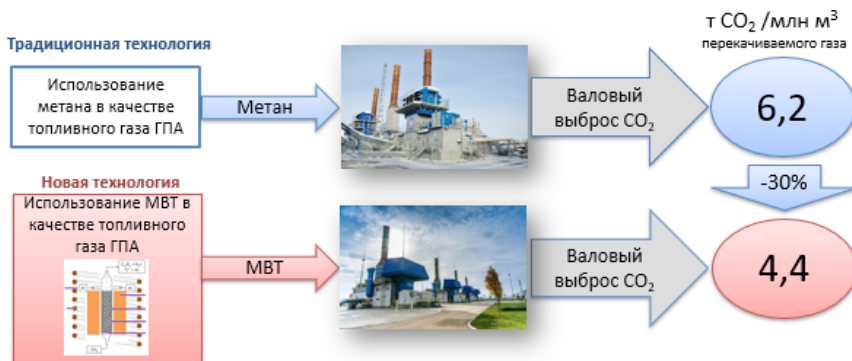 Традиционная технология
Использование
метана в качестве
топливного газа ГПА
Метан
Валовый
выброс CO₂
т CO₂ /млн м³
перекачиваемого газа
6,2
-30%
Новая технология
Использование МВТ в
качестве топливного
газа ГПА
МВТ
Валовый
выброс CO₂
4,4